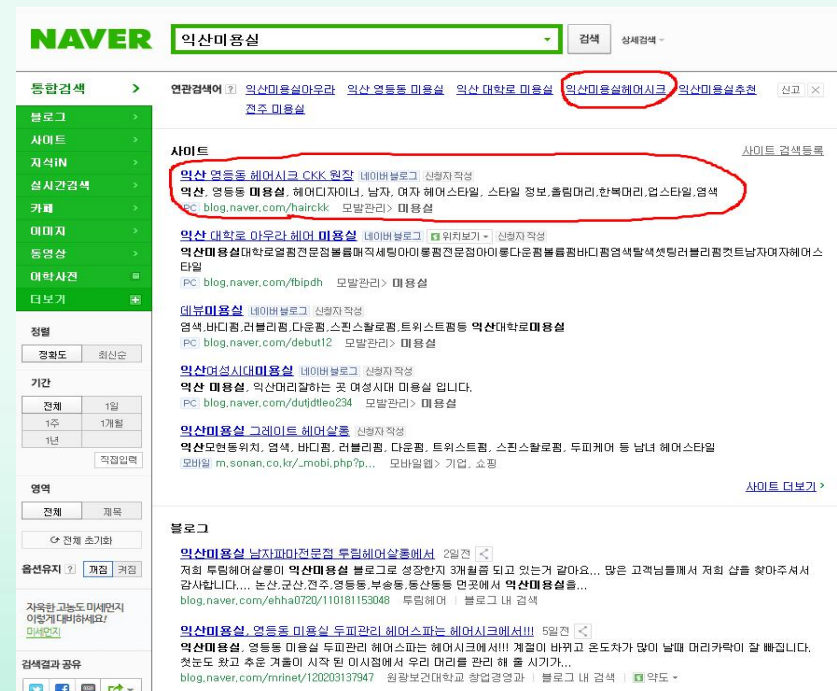 NAVER
익산미용실
검색
상세검색
통합검색 >
블로그
사이트
지식iN
실시간검색
카페
이미지
동영상
어학사전
더보기
정렬
정확도 최신순
기간
전체 1일
1주 1개월
1년
직접입력
영역
전체 제목
전체 초기화
옵션유지 ? 꺼짐 켜짐
자욱한 고농도 미세먼지
이렇게 대비하세요!
미세먼지
검색결과 공유
연관검색어 ? 익산미용실아우라 익산 영등동 미용실 익산 대학로 미용실 익산미용실헤어시크 익산미용실추천 신고
전주 미용실
사이트 사이트 검색등록
익산 영등동 헤어시크 CKK 원장 네이버 블로그 신청자 작성
익산, 영등동 미용실, 헤어디자이너, 남자, 여자 헤어스타일, 스타일 정보,올림머리,한복머리,업스타일,염색
PC blog.naver.com/hairckk 모발관리> 미용실
익산 대학로 아우라 헤어 미용실 네이버 블로그 위치보기 신청자 작성
익산미용실대학로열펌전문점볼륨매직세팅아이롱펌전문점아이롱다운펌볼륨펌바디펌염색탈색셋팅러블리펌컷트남자여자헤어스
타일
PC blog.naver.com/fbipdh 모발관리> 미용실
데뷰미용실 네이버 블로그 신청자 작성
염색,바디펌,러블리펌,다운펌,스핀스왈로펌,트위스트펌등 익산대학로미용실
PC blog.naver.com/debut12 모발관리> 미용실
익산여성시대미용실 네이버 블로그 신청자 작성
익산 미용실, 익산머리잘하는 곳 여성시대 미용실 입니다.
PC blog.naver.com/dutjdtleo234 모발관리> 미용실
익산미용실 그레이트 헤어살롱 신청자 작성
익산모현동위치, 염색, 바디펌, 러블리펌, 다운펌, 트위스트펌, 스핀스왈로펌, 두피케어 등 남녀 헤어스타일
모바일 m.sonan.co.kr/_mobi.php?p... 모바일웹> 기업, 쇼핑
사이트 더보기 >
블로그
익산미용실 남자파마전문점 투림헤어살롱에서 2일전
저희 투림헤어살롱이 익산미용실 블로그로 성장한지 3개월쯤 되고 있는거 같아요... 많은 고객님들께서 저희 샵을 찾아주셔서
감사합니다.... 논산,군산,전주,영등동,부송동,동산동등 먼곳에서 익산미용실을...
blog.naver.com/ehha0720/110181153048 투림헤어 | 블로그 내 검색
익산미용실, 영등동 미용실 두피관리 헤어스파는 헤어시크에서!!! 5일전
익산미용실, 영등동 미용실 두피관리 헤어스파는 헤어시크에서!!! 계절이 바뀌고 온도차가 많이 날때 머리카락이 잘 빠집니다.
첫눈도 왔고 추운 겨울이 시작 된 이시점에서 우리 머리를 관리 해 줄 시기가...
blog.naver.com/mrinet/120203137947 원광보건대학교 창업경영과 | 블로그 내 검색 | 약도